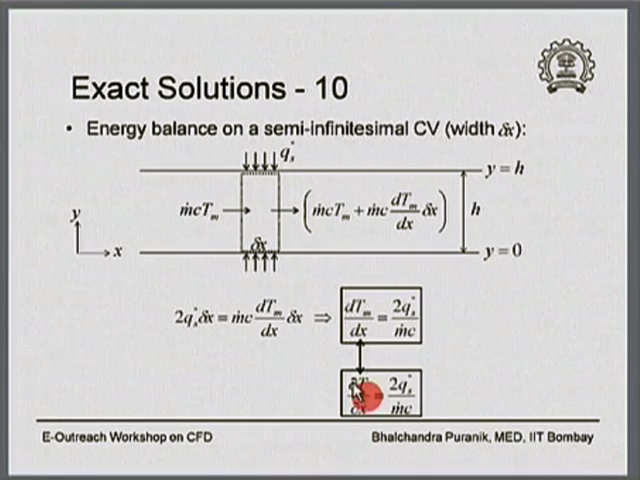 Exact Solutions - 10
• Energy balance on a semi-infinitesimal CV (width δx):
q″ₛ
y = h
ṁcTₘ
(ṁcTₘ + ṁc dTₘ/dx δx)
h
y
x
δx
y = 0
2q″ₛδx = ṁc dTₘ/dx δx ⇒ dTₘ/dx = 2q″ₛ/ṁc
= 2q″ₛ/ṁc
E-Outreach Workshop on CFD
Bhalchandra Puranik, MED, IIT Bombay